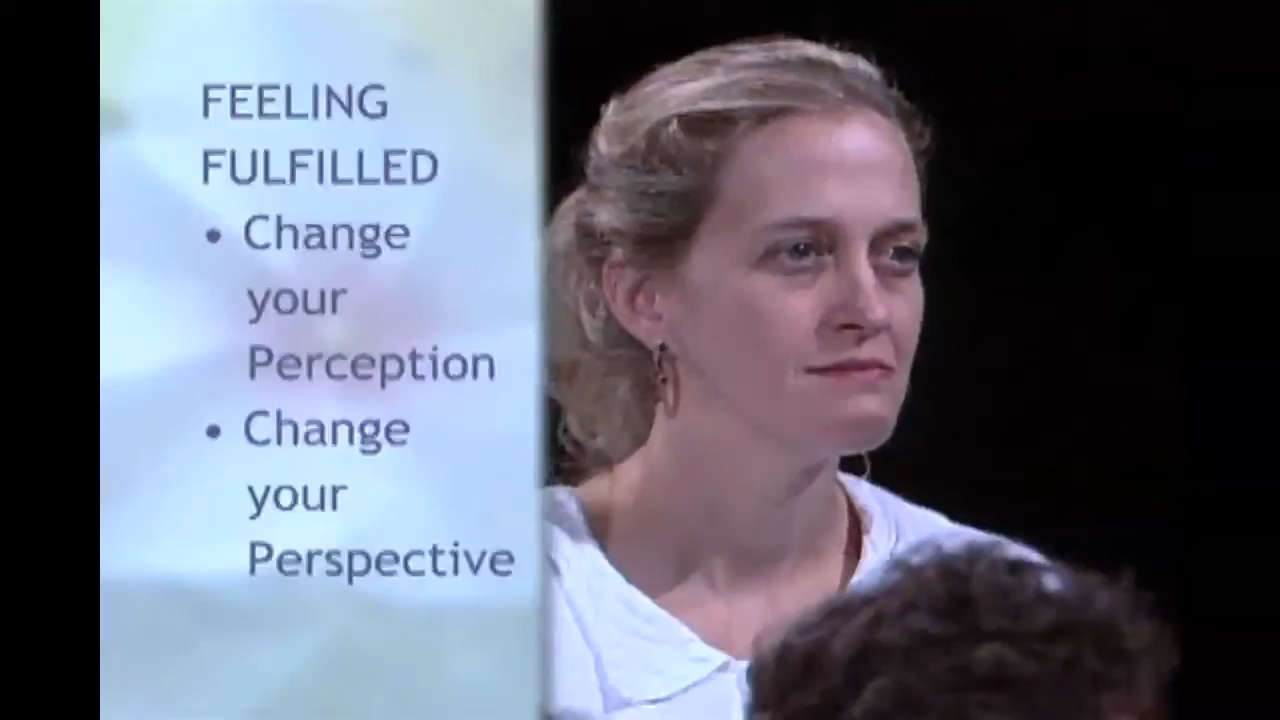 FEELING
FULFILLED
• Change
your
Perception
• Change
your
Perspective